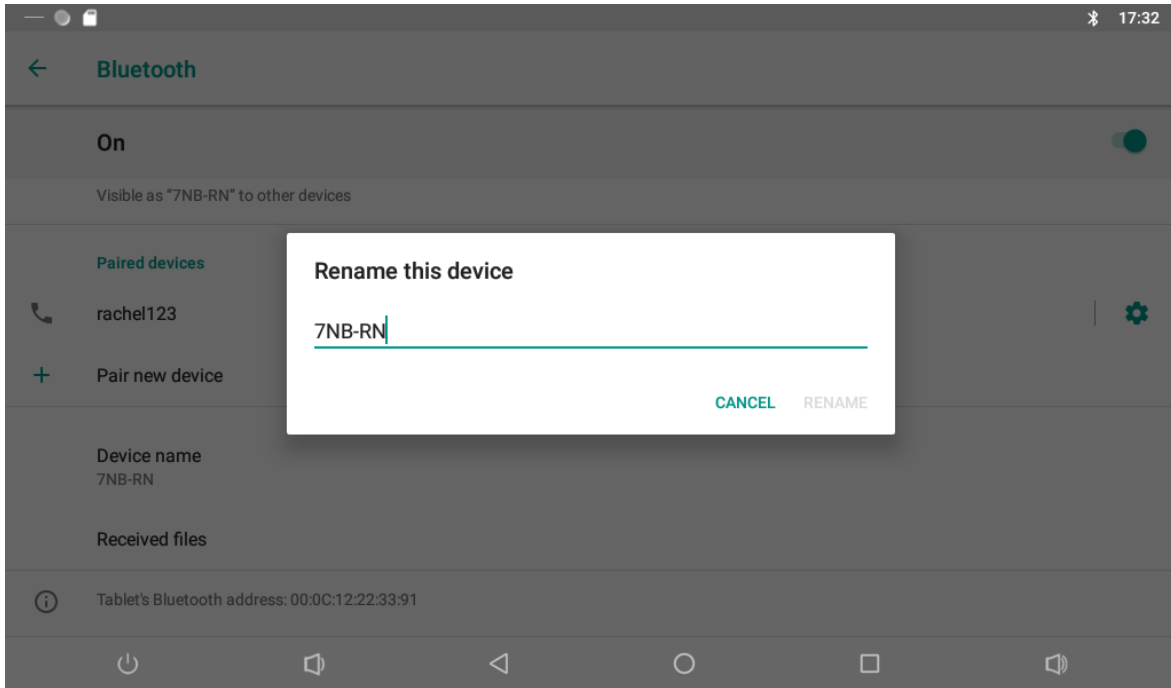 17:32
Bluetooth
On
Visible as “7NB-RN” to other devices
Paired devices
rachel123
Pair new device
Rename this device
7NB-RN
CANCEL RENAME
Device name
7NB-RN
Received files
Tablet's Bluetooth address: 00:0C:12:22:33:91